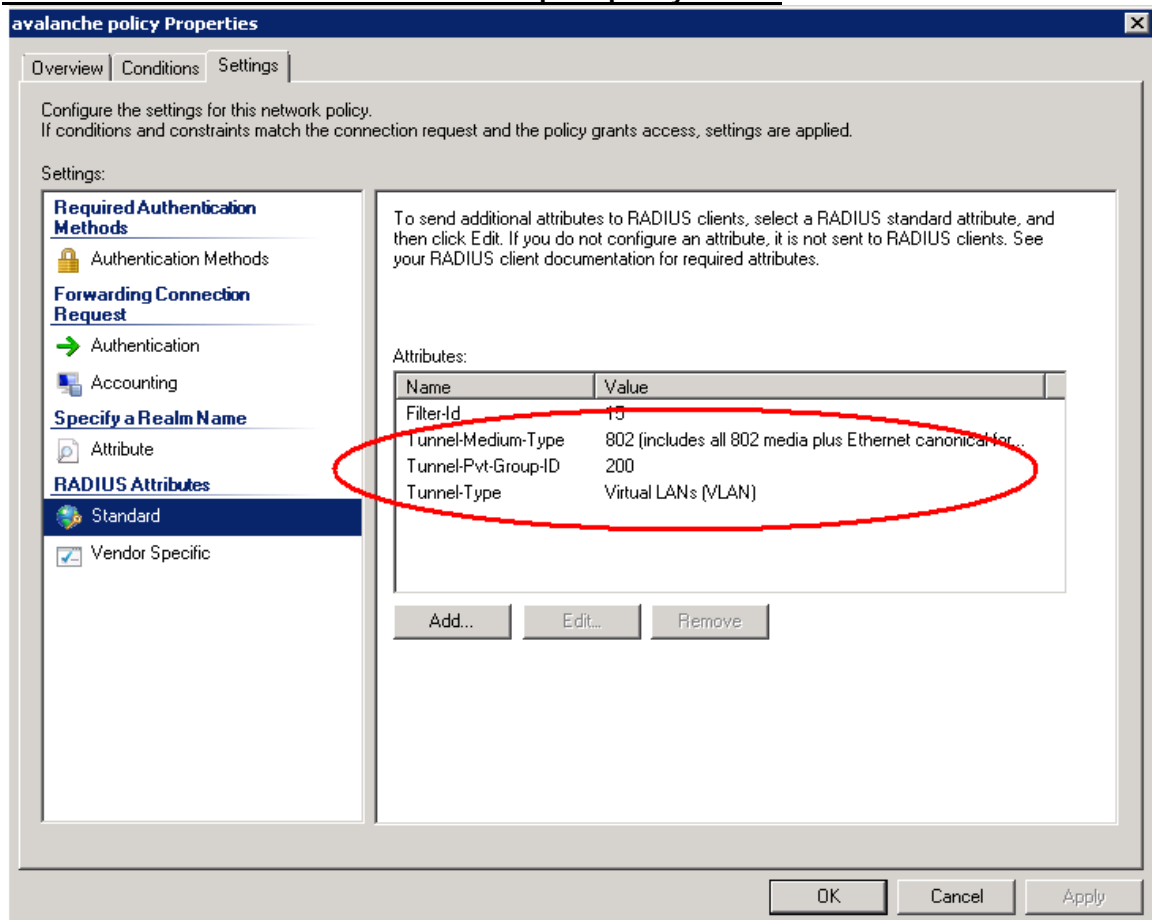 avalanche policy Properties
Overview
Conditions
Settings
Configure the settings for this network policy.
If conditions and constraints match the connection request and the policy grants access, settings are applied.
Settings:
Required Authentication
Methods
Authentication Methods
Forwarding Connection
Request
Authentication
Accounting
Specify a Realm Name
Attribute
RADIUS Attributes
Standard
Vendor Specific
To send additional attributes to RADIUS clients, select a RADIUS standard attribute, and
then click Edit. If you do not configure an attribute, it is not sent to RADIUS clients. See
your RADIUS client documentation for required attributes.
Attributes:
Name Value
Filter-Id 15
Tunnel-Medium-Type 802 (includes all 802 media plus Ethernet canonical for...
Tunnel-Pvt-Group-ID 200
Tunnel-Type Virtual LANs (VLAN)
Add... Edit... Remove
OK Cancel Apply